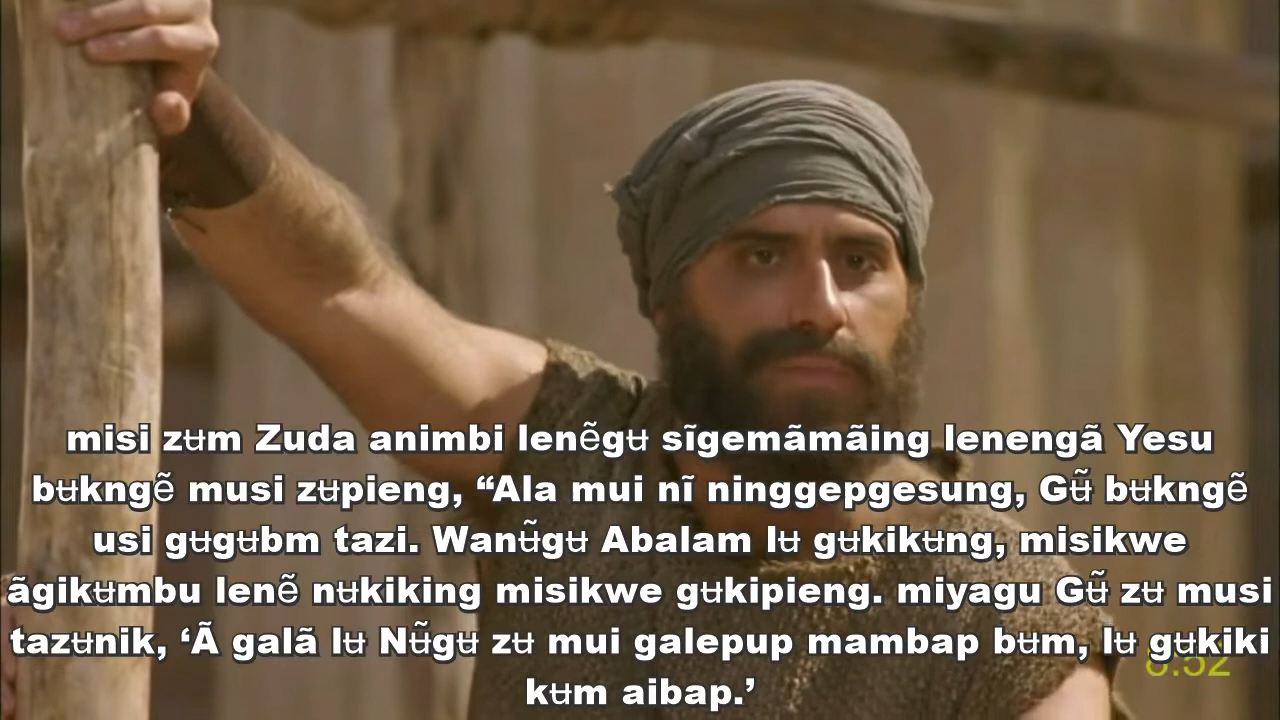 misi zʉm Zuda animbi lenẽgʉ sĩgemãmãing lenengã Yesu
bʉkngẽ musi zʉpieng, “Ala mui nĩ ninggepgesung, Gʉ̃ bʉkngẽ
usi gʉgʉbm tazi. Wanʉ̃gʉ Abalam lʉ gʉkikʉng, misikwe
ãgikʉmbu lenẽ nʉkiking misikwe gʉkipieng. miyagu Gʉ̃ zʉ musi
tazʉnik, ‘Ã galã lʉ Nʉ̃gʉ zʉ mui galepup mambap bʉm, lʉ gʉkiki
kʉm aibap.’
8:52